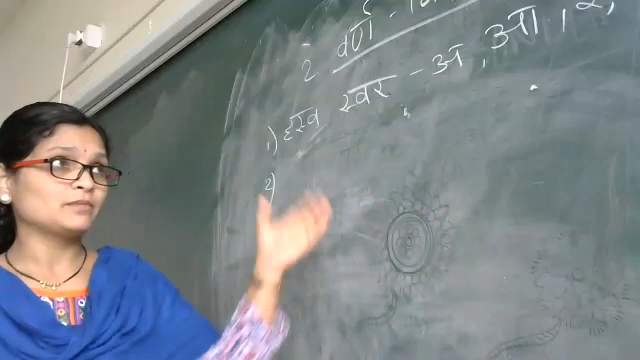 2 वर्ण -
1) ह्रस्व स्वर - अ, आ,
2)